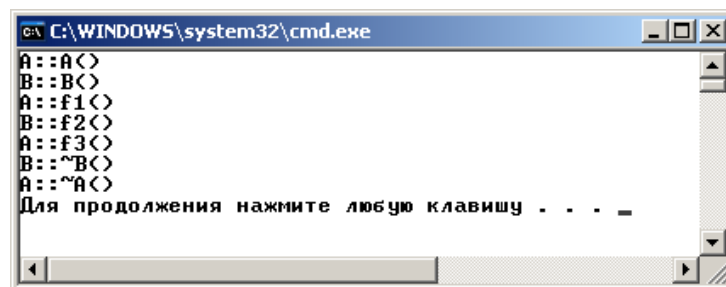 C:\WINDOWS\system32\cmd.exe
A::A()
B::B()
A::f1()
B::f2()
A::f3()
B::~B()
A::~A()
Для продолжения нажмите любую клавишу . . . _